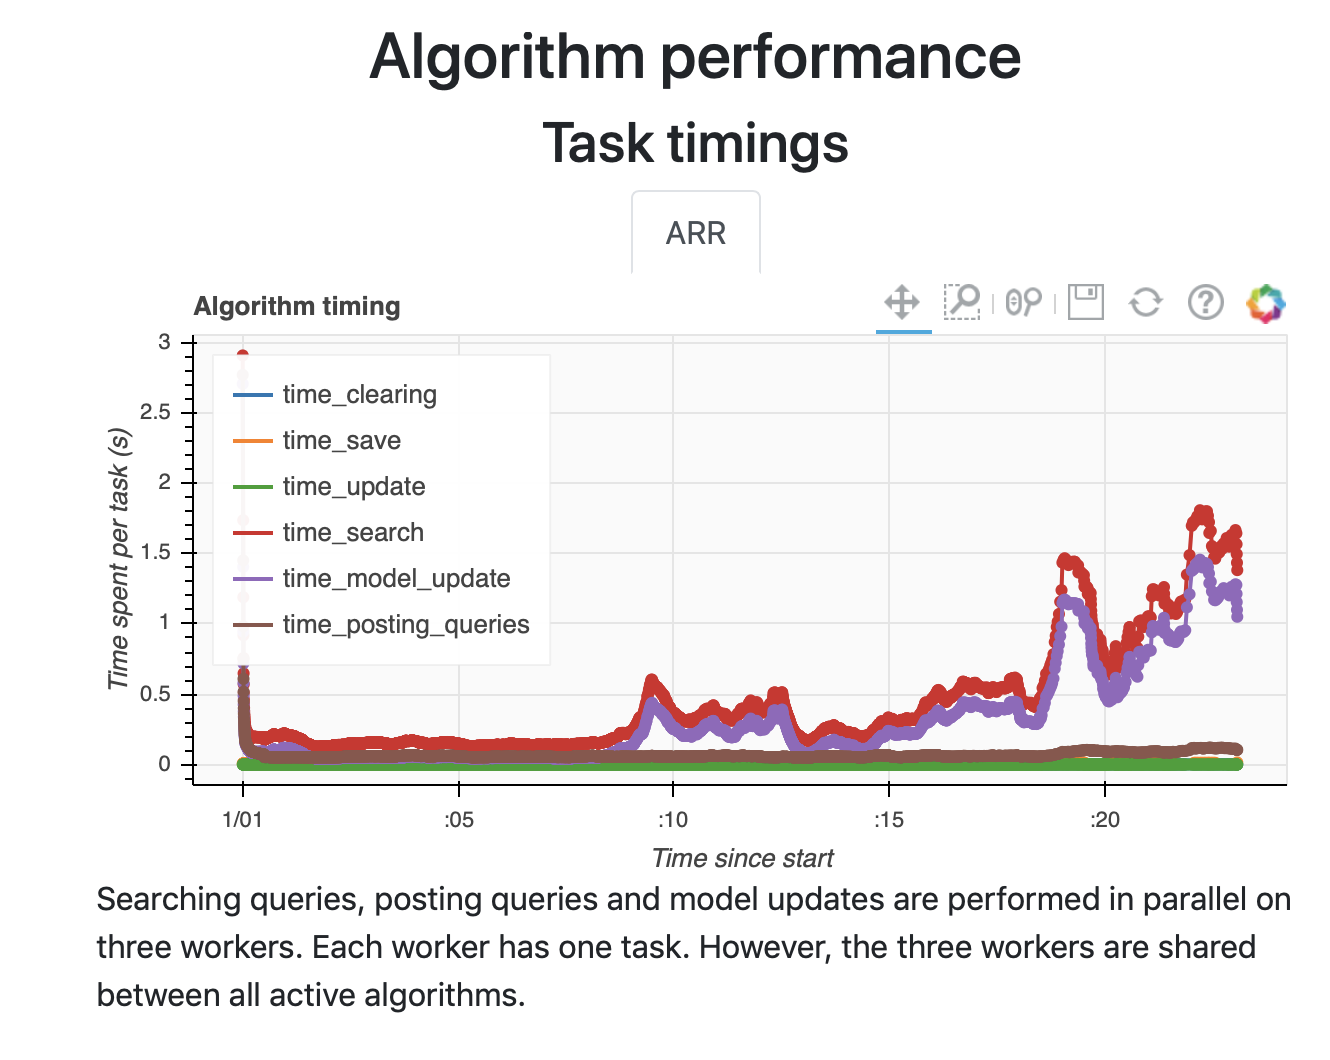 Algorithm performance
Task timings
ARR
Algorithm timing
3
2.5
2
1.5
1
0.5
0
Time spent per task (s)
time_clearing
time_save
time_update
time_search
time_model_update
time_posting_queries
1/01
:05
:10
:15
:20
Time since start
Searching queries, posting queries and model updates are performed in parallel on
three workers. Each worker has one task. However, the three workers are shared
between all active algorithms.